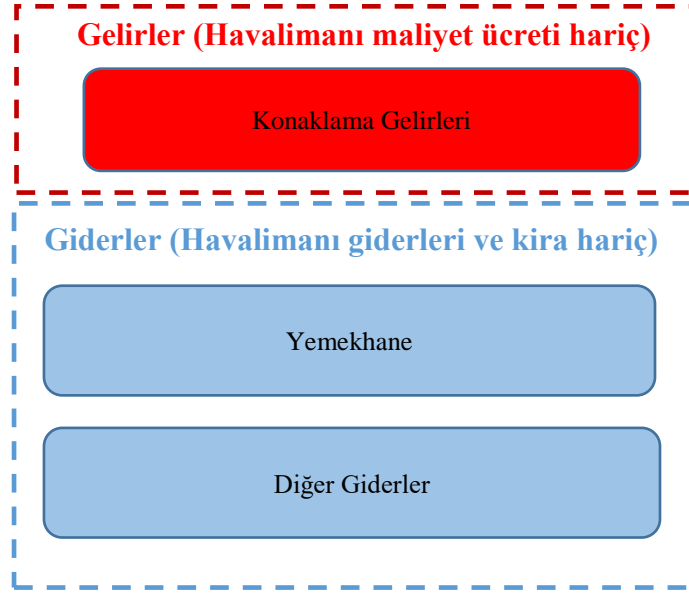 Gelirler (Havalimanı maliyet ücreti hariç)
Konaklama Gelirleri
Giderler (Havalimanı giderleri ve kira hariç)
Yemekhane
Diğer Giderler